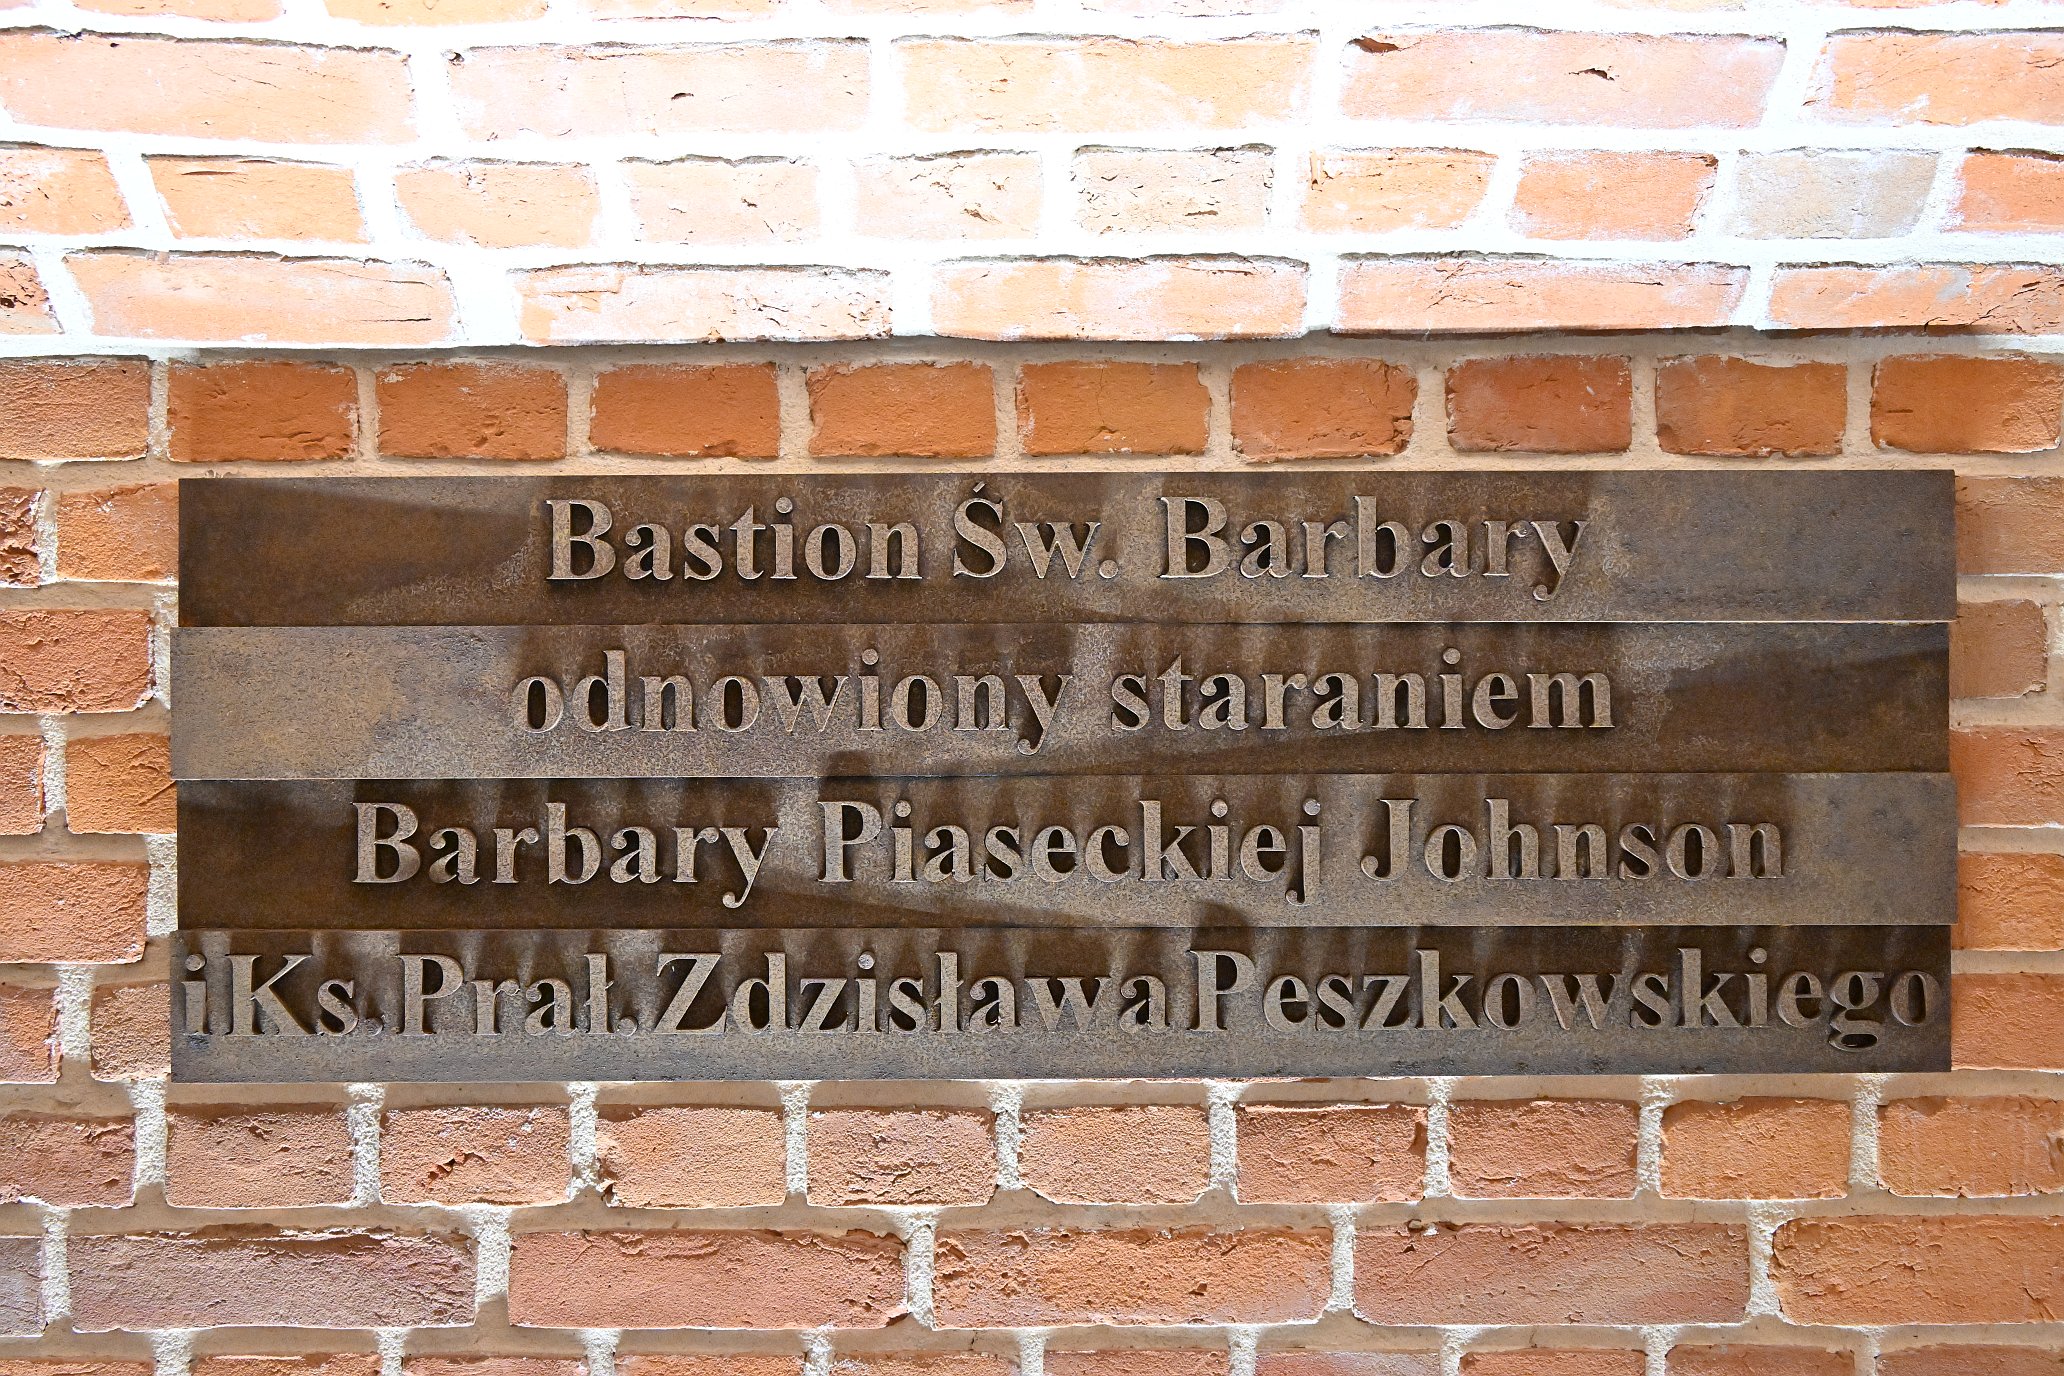 Bastion Św. Barbary
odnowiony staraniem
Barbary Piaseckiej Johnson
i Ks. Prał. Zdzisława Peszkowskiego